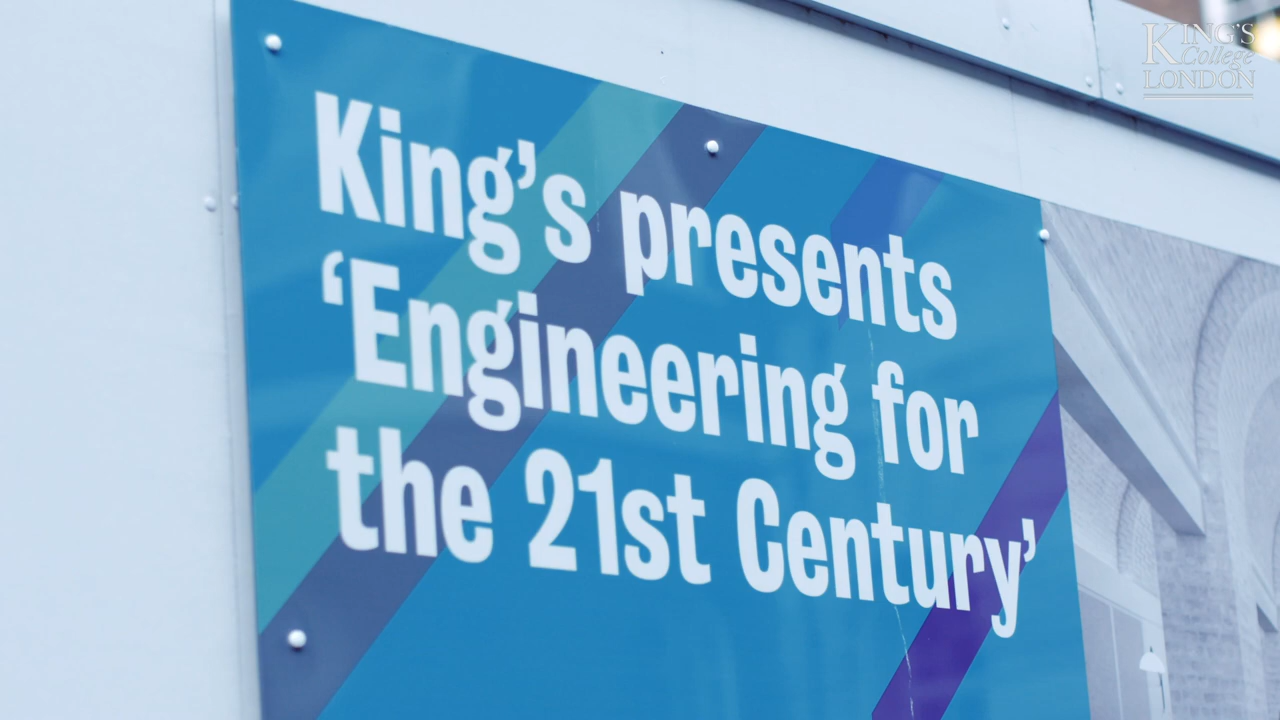 King's presents
‘Engineering for
the 21st Century’
KING'S
College
LONDON